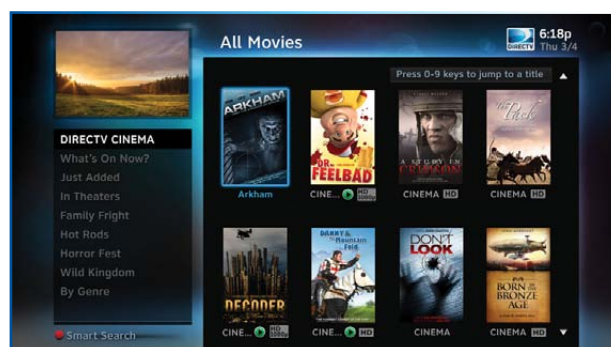 All Movies
DIRECTV
6:18p
Thu 3/4
Press 0-9 keys to jump to a title
DIRECTV CINEMA
What's On Now?
Just Added
In Theaters
Family Fright
Hot Rods
Horror Fest
Wild Kingdom
By Genre
Smart Search
ARKHAM
DR.
FEELBAD
A STUDY IN
CRIMSON
The
Pack
Arkham
CINE...
HD
CINEMA HD
CINEMA HD
DECODER
DANNY &
the Mountain
Fold
DON'T
LOOK
BORN IN THE
BRONZE
AGE
CINE...
HD
1080p
CINE...
HD
CINEMA
CINEMA HD